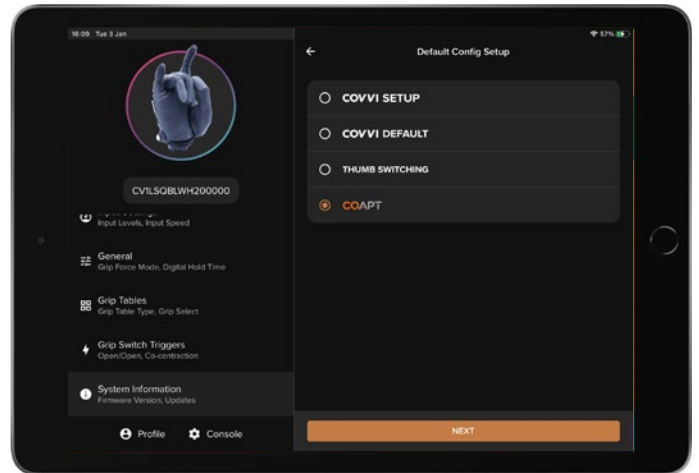 16:09 Tue 3 Jan
57%
Default Config Setup
CV1LSQBLWH200000
Input Levels, Input Speed
General
Grip Force Mode, Digital Hold Time
Grip Tables
Grip Table Type, Grip Select
Grip Switch Triggers
Open/Open, Co-contraction
System Information
Firmware Version, Updates
Profile
Console
COVVI SETUP
COVVI DEFAULT
THUMB SWITCHING
COAPT
NEXT